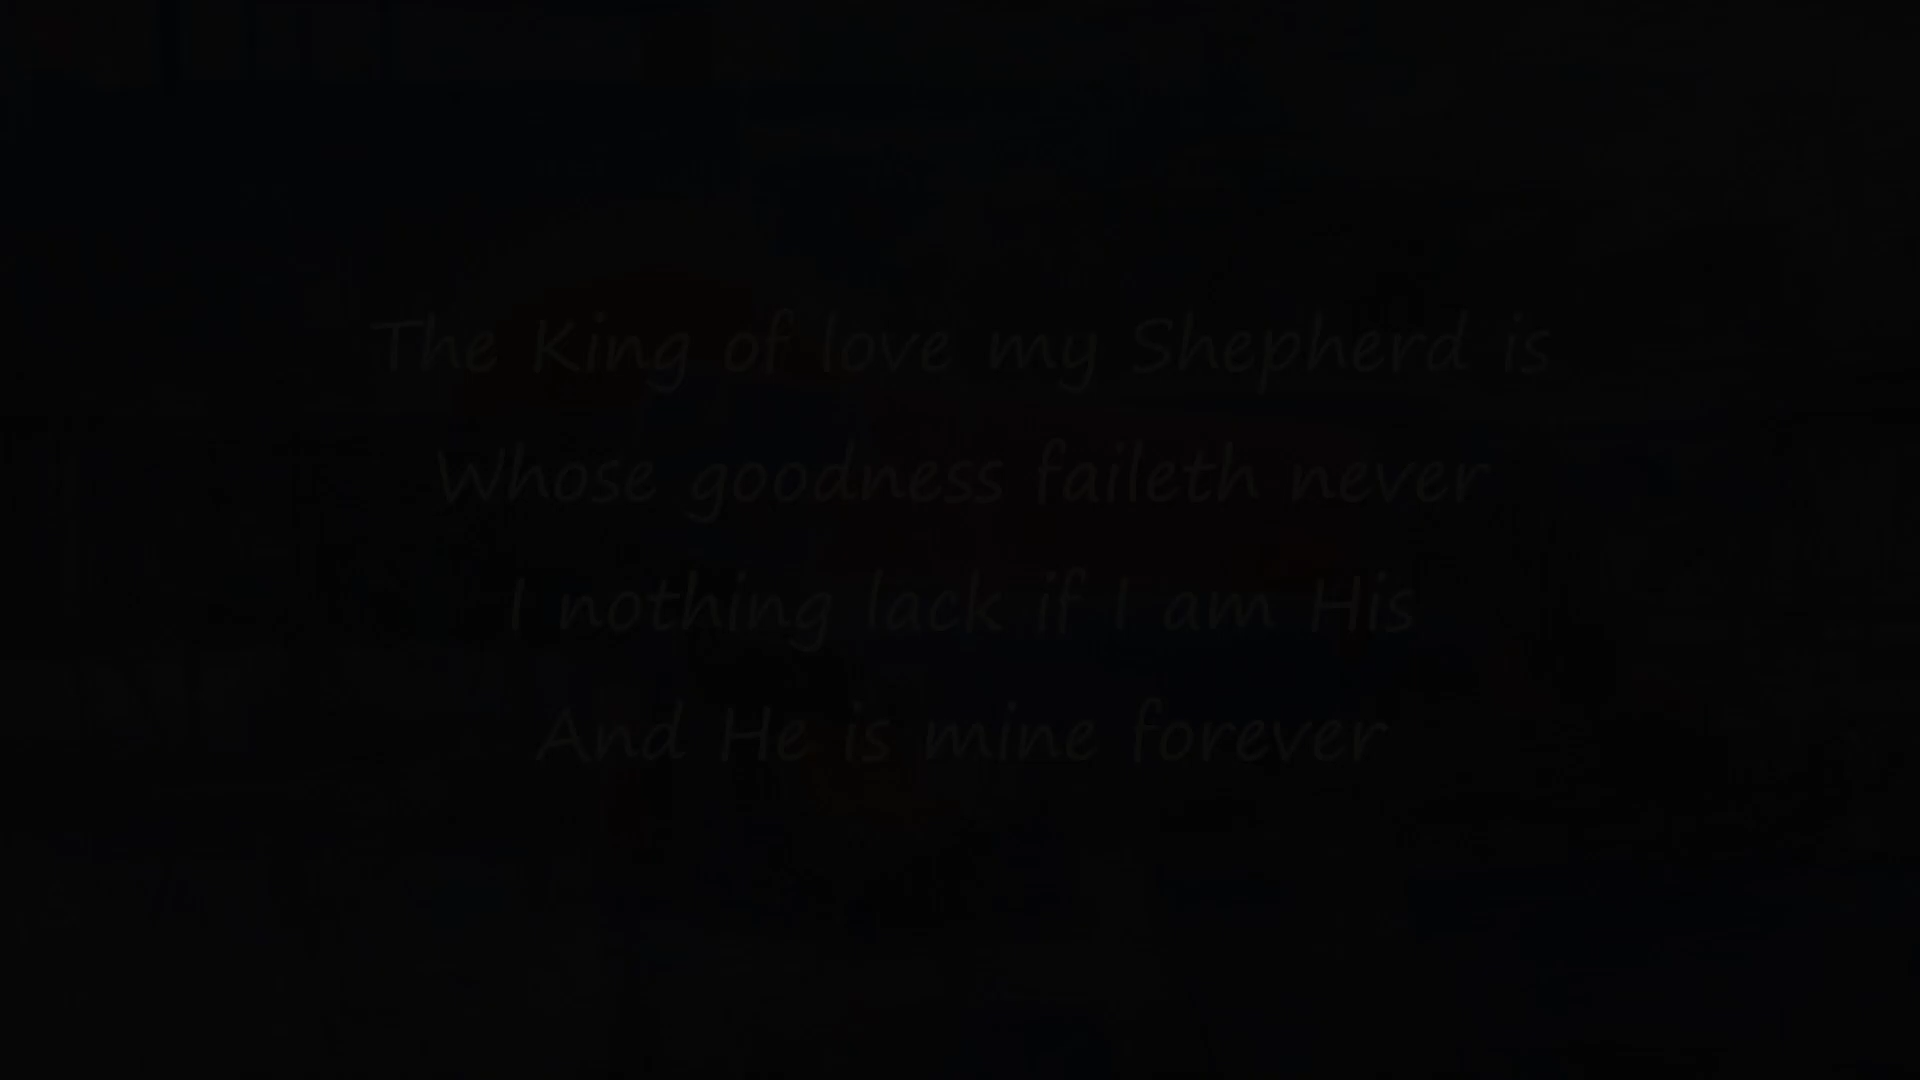 The King of love my Shepherd is
Whose goodness faileth never
I nothing lack if I am His
And He is mine forever